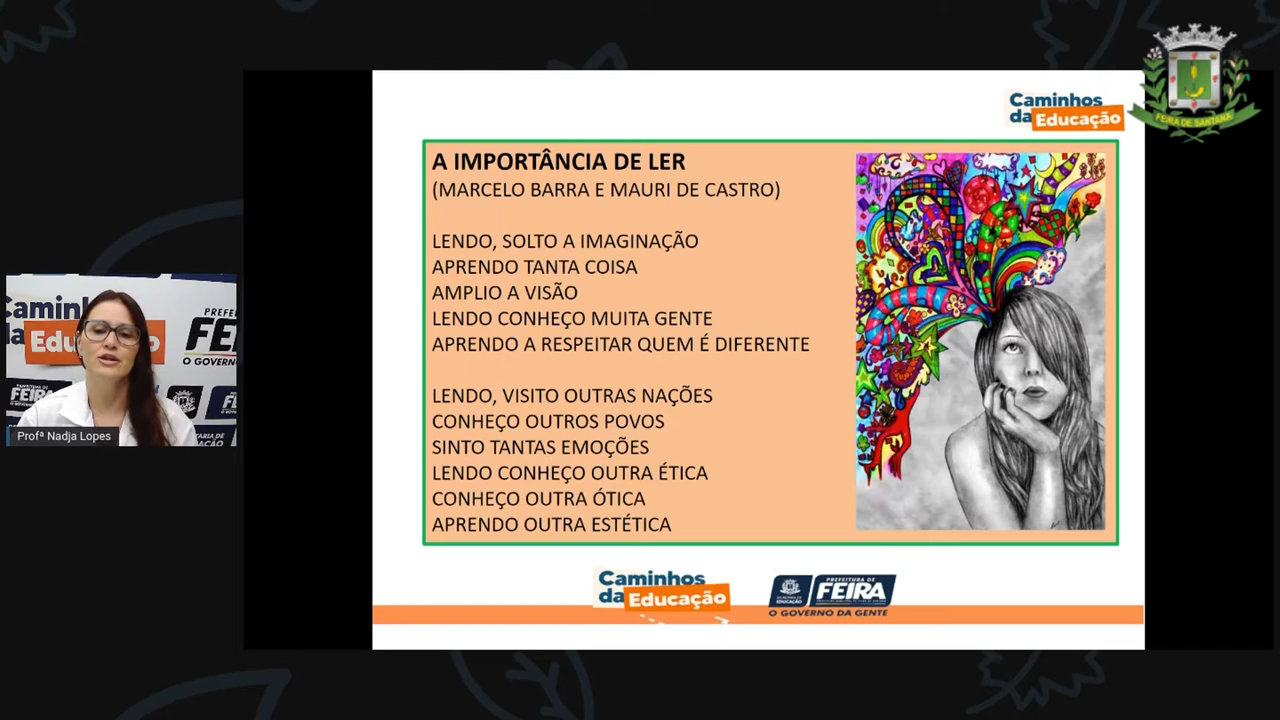 Caminhos
da Educação
FEIRA DE SANTANA
A IMPORTÂNCIA DE LER
(MARCELO BARRA E MAURI DE CASTRO)
LENDO, SOLTO A IMAGINAÇÃO
APRENDO TANTA COISA
AMPLIO A VISÃO
LENDO CONHEÇO MUITA GENTE
APRENDO A RESPEITAR QUEM É DIFERENTE
LENDO, VISITO OUTRAS NAÇÕES
CONHEÇO OUTROS POVOS
SINTO TANTAS EMOÇÕES
LENDO CONHEÇO OUTRA ÉTICA
CONHEÇO OUTRA ÓTICA
APRENDO OUTRA ESTÉTICA
Profª Nadja Lopes
Caminhos
da Educação
PREFEITURA DE
FEIRA
EDUCAÇÃO
O GOVERNO DA GENTE